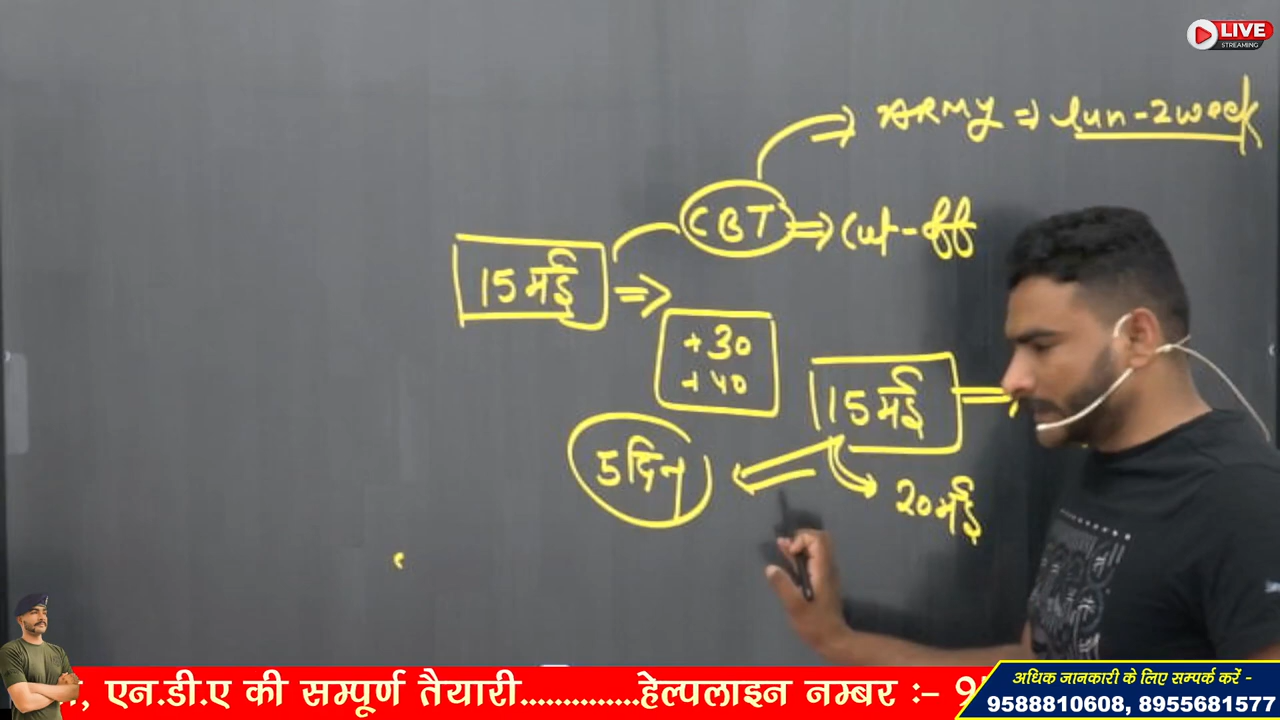 LIVE
STREAMING
ARMY ⇒ Jun-2week
CBT ⇒ Cut-off
15 मई ⇒
+30
+40
15 मई
5 दिन
20 मई
, एन.डी.ए की सम्पूर्ण तैयारी..............हेल्पलाइन नम्बर :- 9
अधिक जानकारी के लिए सम्पर्क करें -
9588810608, 8955681577